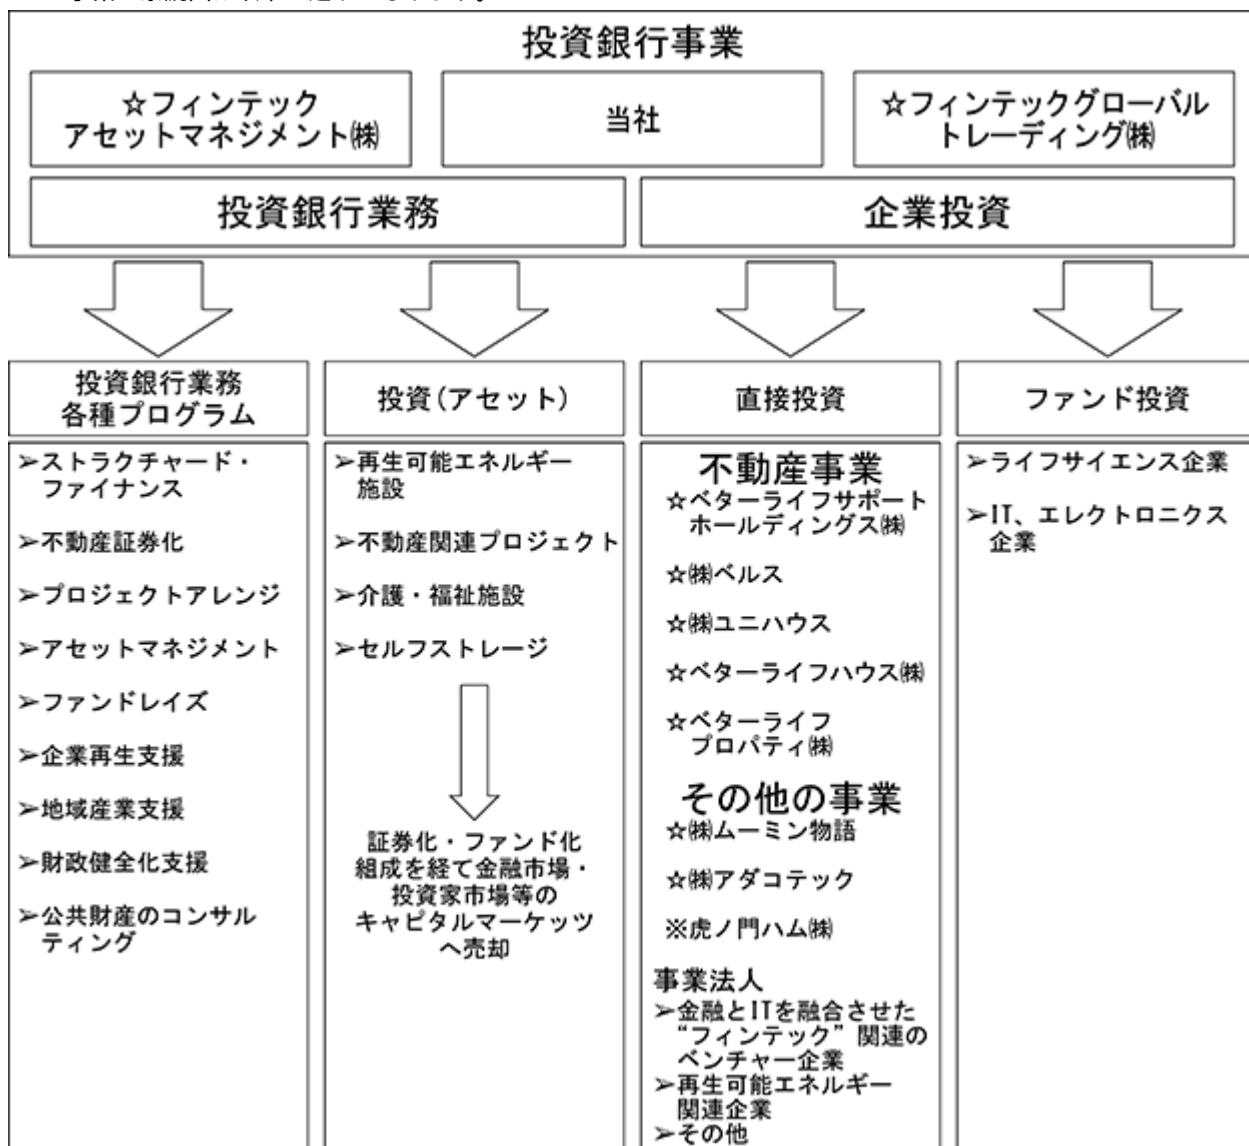 投資銀行事業
☆フィンテック
アセットマネジメント㈱
当社
☆フィンテックグローバル
トレーディング㈱
投資銀行業務
企業投資
投資銀行業務
各種プログラム
➢ストラクチャード・
ファイナンス
➢不動産証券化
➢プロジェクトアレンジ
➢アセットマネジメント
➢ファンドレイズ
➢企業再生支援
➢地域産業支援
➢財政健全化支援
➢公共財産のコンサル
ティング
投資(アセット)
➢再生可能エネルギー
施設
➢不動産関連プロジェクト
➢介護・福祉施設
➢セルフストレージ
証券化・ファンド化
組成を経て金融市場・
投資家市場等の
キャピタルマーケッツ
へ売却
直接投資
不動産事業
☆ベターライフサポート
ホールディングス㈱
☆㈱ベルス
☆㈱ユニハウス
☆ベターライフハウス㈱
☆ベターライフ
プロパティ㈱
その他の事業
☆㈱ムーミン物語
☆㈱アダコテック
※虎ノ門ハム㈱
事業法人
➢金融とITを融合させた
“フィンテック”関連の
ベンチャー企業
➢再生可能エネルギー
関連企業
➢その他
ファンド投資
➢ライフサイエンス企業
➢IT、エレクトロニクス
企業